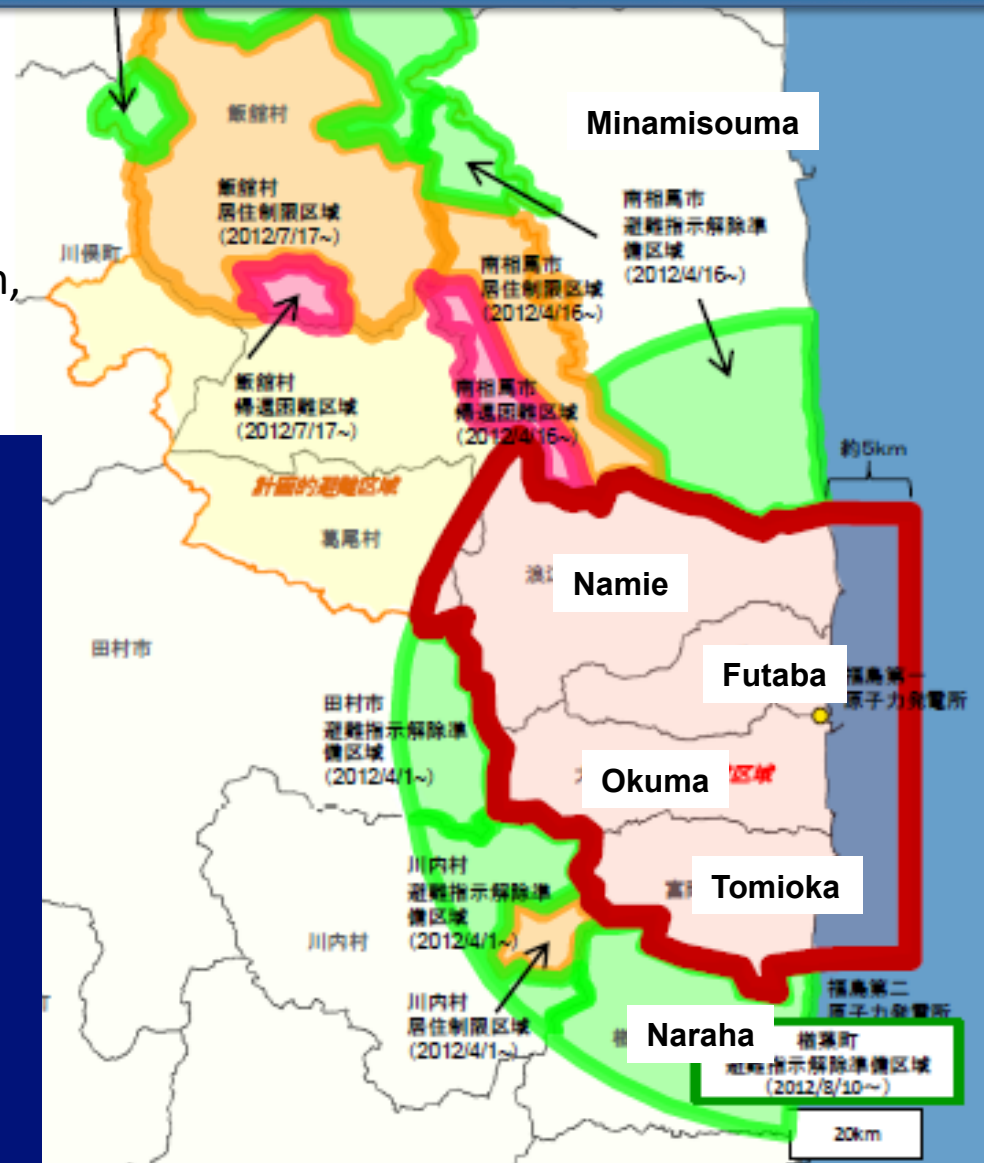 飯舘村
Minamisouma
飯舘村
居住制限区域
(2012/7/17~)
南相馬市
避難指示解除準
備区域
(2012/4/16~)
川俣町
南相馬市
居住制限区域
(2012/4/16~)
飯舘村
帰還困難区域
(2012/7/17~)
南相馬市
帰還困難区域
(2012/4/16~)
約5km
計画的避難区域
葛尾村
Namie
田村市
Futaba
福島第一
原子力発電所
田村市
避難指示解除準
備区域
(2012/4/1~)
Okuma
区域
川内村
避難指示解除準
備区域
(2012/4/1~)
Tomioka
川内村
川内村
居住制限区域
(2012/4/1~)
福島第二
原子力発電所
Naraha
楢葉町
避難指示解除準備区域
(2012/8/10~)
20km